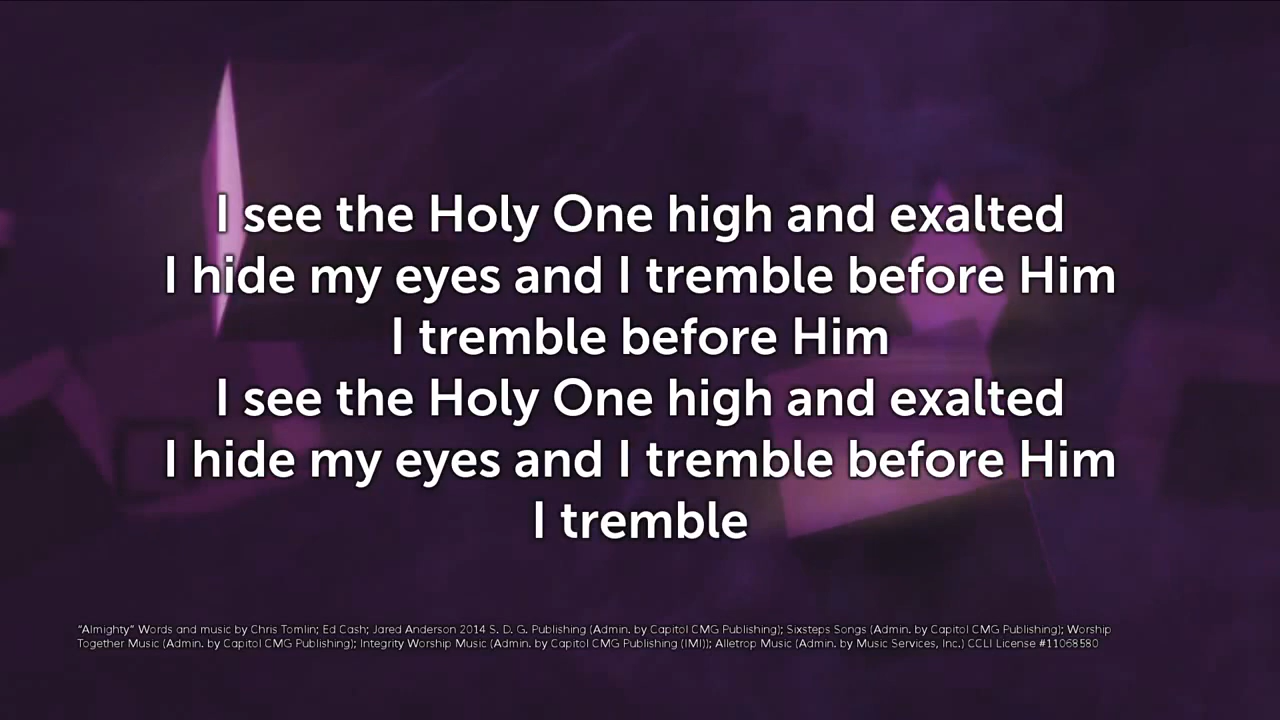 I see the Holy One high and exalted
I hide my eyes and I tremble before Him
I tremble before Him
I see the Holy One high and exalted
I hide my eyes and I tremble before Him
I tremble
"Almighty" Words and music by Chris Tomlin; Ed Cash; Jared Anderson 2014 S. D. G. Publishing (Admin. by Capitol CMG Publishing); Sixsteps Songs (Admin. by Capitol CMG Publishing); Worship
Together Music (Admin. by Capitol CMG Publishing); Integrity Worship Music (Admin. by Capitol CMG Publishing (IMI)); Alletrop Music (Admin. by Music Services, Inc.) CCLI License #11068580